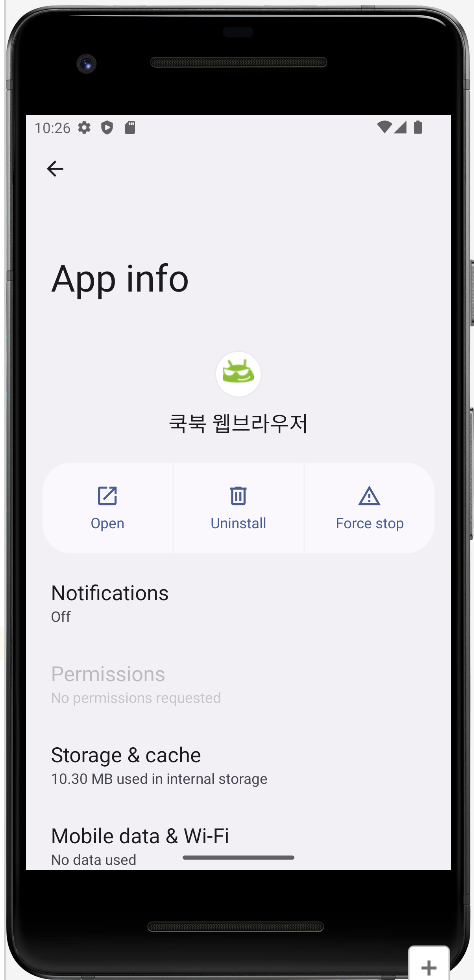 10:26
App info
쿡북 웹브라우저
Open
Uninstall
Force stop
Notifications
Off
Permissions
No permissions requested
Storage & cache
10.30 MB used in internal storage
Mobile data & Wi-Fi
No data used